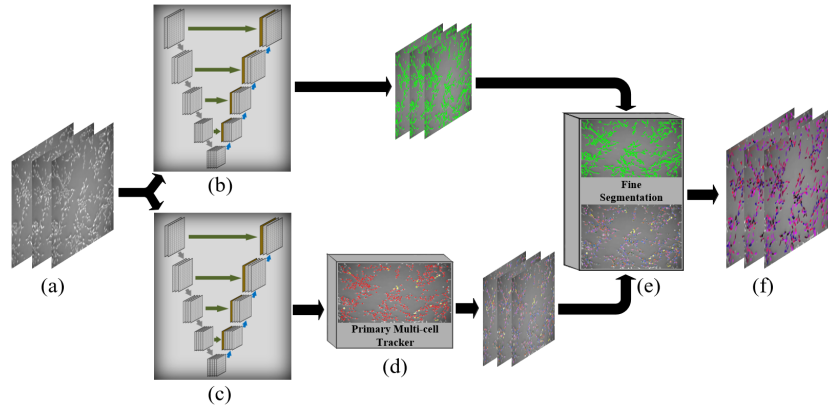 (a)
(b)
(c)
Primary Multi-cell
Tracker
(d)
Fine
Segmentation
(e)
(f)